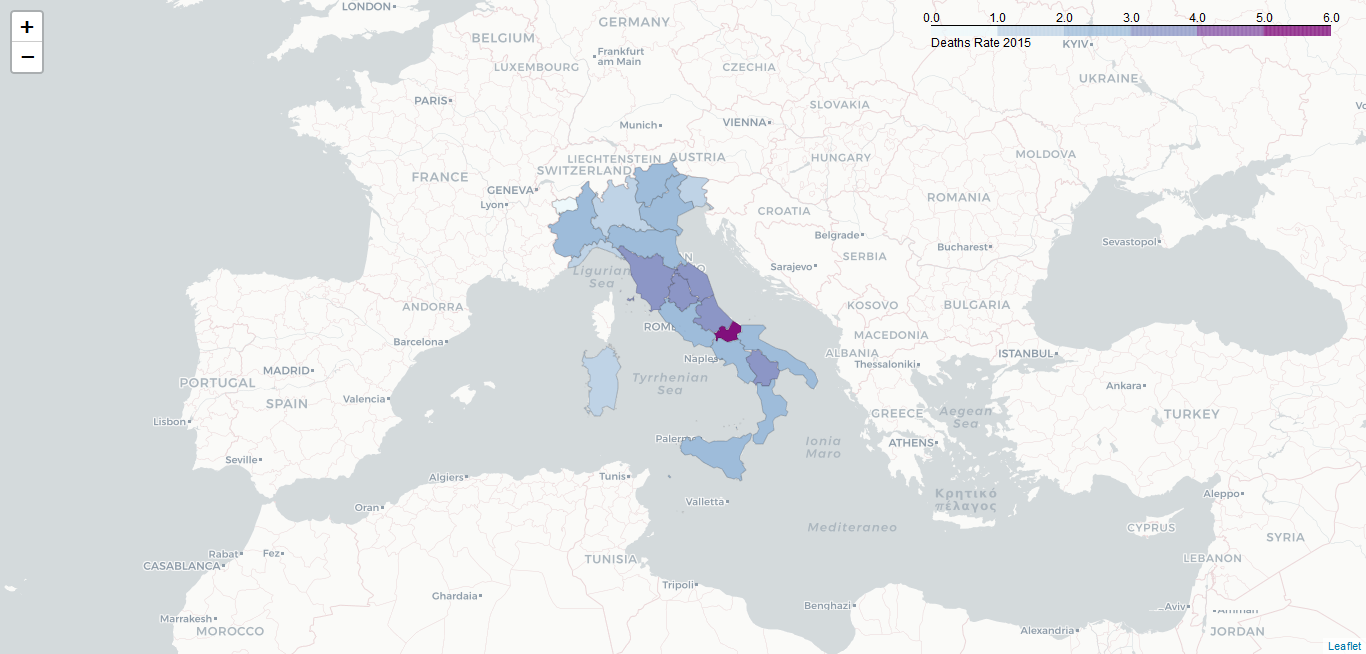 +
−
0.0 1.0 2.0 3.0 4.0 5.0 6.0
Deaths Rate 2015
LONDON
GERMANY
BELGIUM
KYIV
Frankfurt
am Main
LUXEMBOURG
CZECHIA
UKRAINE
PARIS
SLOVAKIA
Munich
VIENNA
LIECHTENSTEIN
AUSTRIA
HUNGARY
MOLDOVA
SWITZERLAND
FRANCE
GENEVA
Lyon
ROMANIA
CROATIA
Belgrade
Bucharest
Sevastopol
SERBIA
Sarajevo
Ligurian
Sea
ANDORRA
KOSOVO
BULGARIA
MACEDONIA
Barcelona
ALBANIA
ISTANBUL
Naples
Thessaloniki
MADRID
Tyrrhenian
Sea
PORTUGAL
Ankara
SPAIN
Valencia
GREECE
Aegean
Sea
TURKEY
Lisbon
ATHENS
Ionia
Maro
Seville
Algiers
Tunis
Κρητικό
πέλαγος
Aleppo
Valletta
Oran
Mediteraneo
CYPRUS
SYRIA
Rabat
Fez
TUNISIA
LEBANON
CASABLANCA
Tripoli
Ghardaia
Benghazi
Marrakesh
Alexandria
MOROCCO
JORDAN
Leaflet